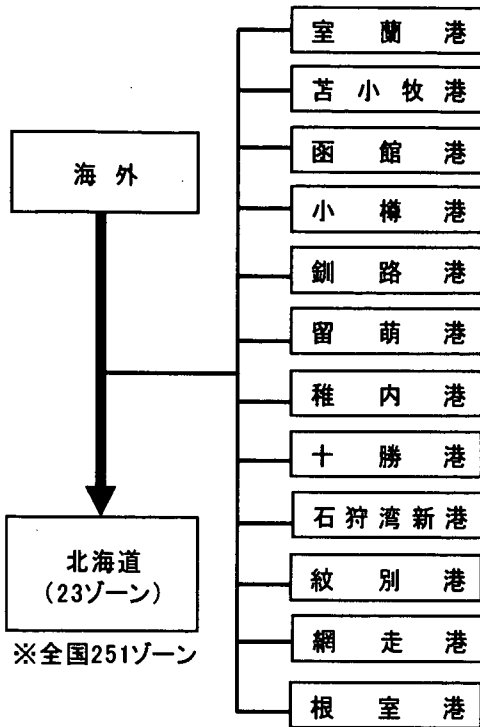 海外
北海道
(23ゾーン)
※全国251ゾーン
室蘭港
苫小牧港
函館港
小樽港
釧路港
留萌港
稚内港
十勝港
石狩湾新港
紋別港
網走港
根室港